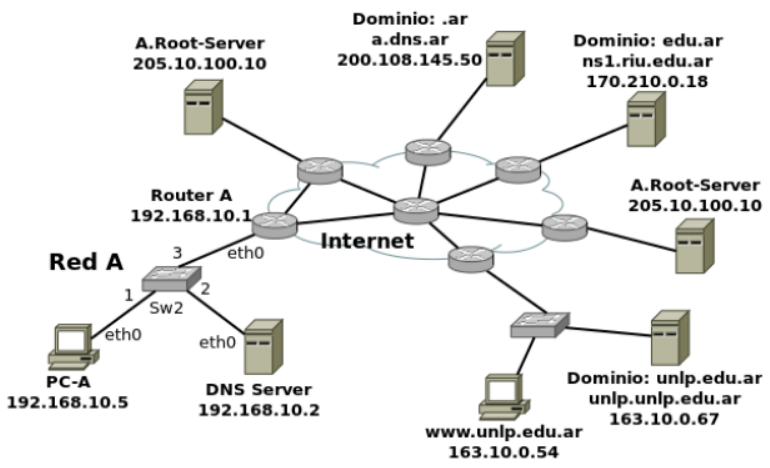 Dominio: .ar
a.dns.ar
200.108.145.50
A.Root-Server
205.10.100.10
Dominio: edu.ar
ns1.riu.edu.ar
170.210.0.18
Router A
192.168.10.1
A.Root-Server
205.10.100.10
Internet
Red A
3
eth0
1
2
Sw2
eth0
eth0
PC-A
192.168.10.5
DNS Server
192.168.10.2
Dominio: unlp.edu.ar
unlp.unlp.edu.ar
163.10.0.67
www.unlp.edu.ar
163.10.0.54